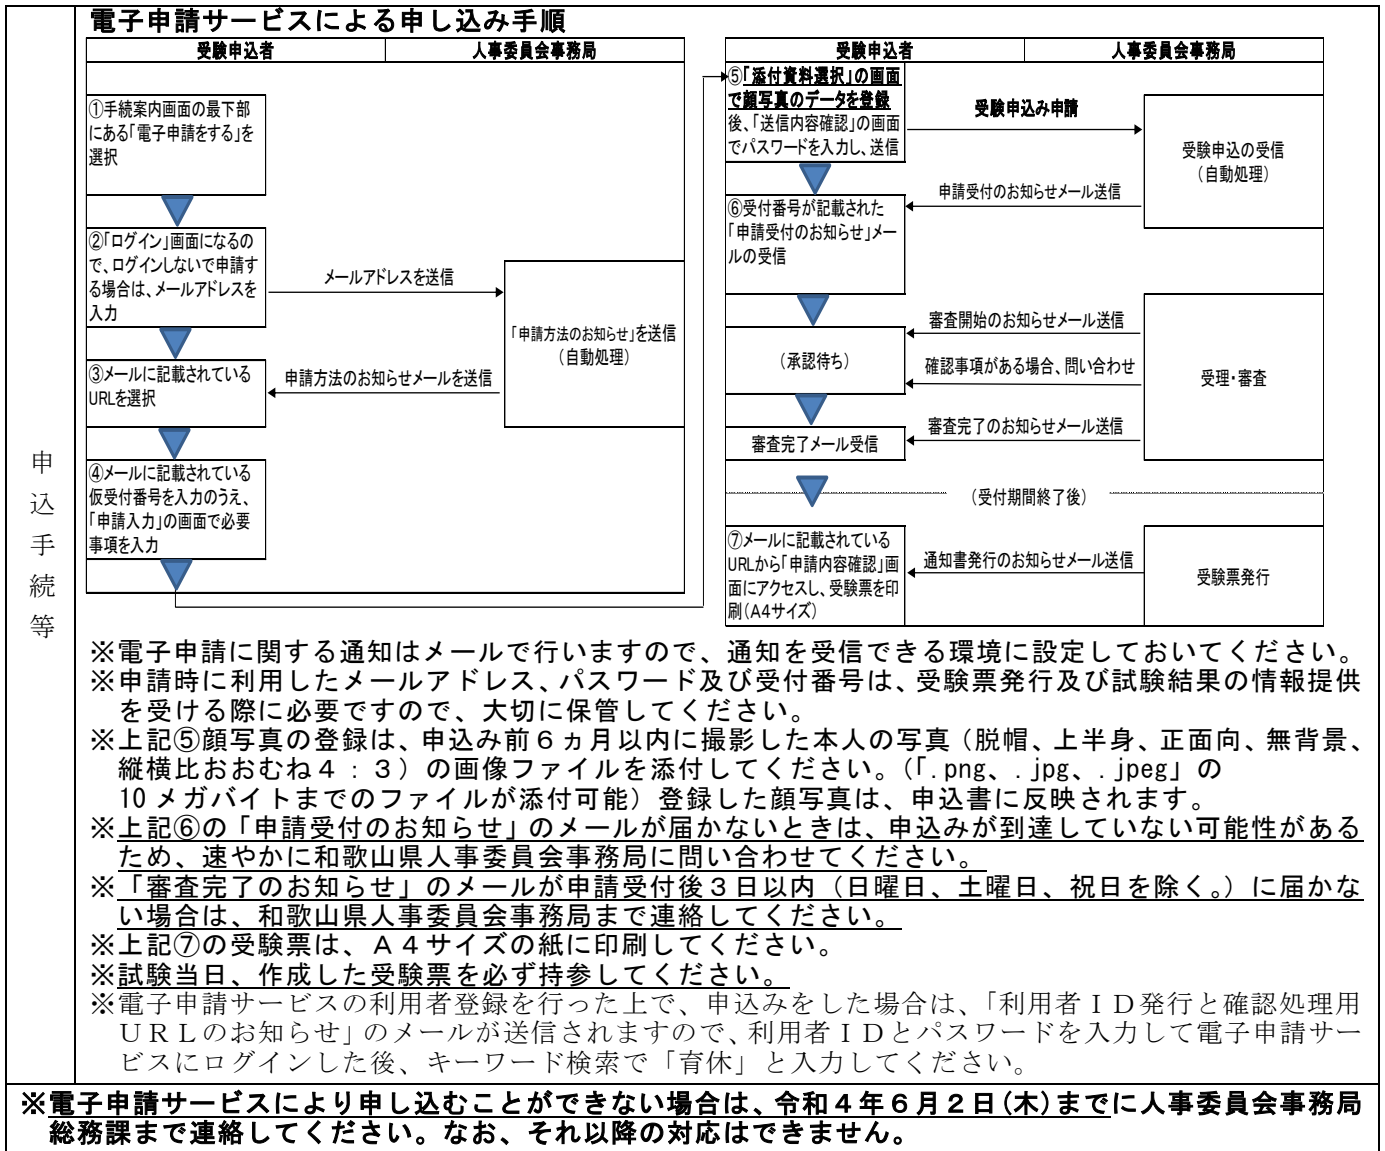 電子申請サービスによる申し込み手順
受験申込者
人事委員会事務局
①手続案内画面の最下部
にある「電子申請をする」を
選択
②「ログイン」画面になるの
で、ログインしないで申請す
る場合は、メールアドレスを
入力
メールアドレスを送信
「申請方法のお知らせ」を送信
（自動処理）
③メールに記載されている
URLを選択
申請方法のお知らせメールを送信
④メールに記載されている
仮受付番号を入力のうえ、
「申請入力」の画面で必要
事項を入力
受験申込者
人事委員会事務局
⑤「添付資料選択」の画面
で顔写真のデータを登録
後、「送信内容確認」の画面
でパスワードを入力し、送信
受験申込み申請
受験申込の受信
（自動処理）
申請受付のお知らせメール送信
⑥受付番号が記載された
「申請受付のお知らせ」メー
ルの受信
審査開始のお知らせメール送信
（承認待ち）
確認事項がある場合、問い合わせ
受理・審査
審査完了のお知らせメール送信
審査完了メール受信
（受付期間終了後）
⑦メールに記載されている
URLから「申請内容確認」画
面にアクセスし、受験票を印
刷（A4サイズ）
通知書発行のお知らせメール送信
受験票発行
申込手続等
※電子申請に関する通知はメールで行いますので、通知を受信できる環境に設定しておいてください。
※申請時に利用したメールアドレス、パスワード及び受付番号は、受験票発行及び試験結果の情報提供
を受ける際に必要ですので、大切に保管してください。
※上記⑤顔写真の登録は、申込み前６ヵ月以内に撮影した本人の写真（脱帽、上半身、正面向、無背景、
縦横比おおむね４：３）の画像ファイルを添付してください。（「.png、.jpg、.jpeg」の
10メガバイトまでのファイルが添付可能）登録した顔写真は、申込書に反映されます。
※上記⑥の「申請受付のお知らせ」のメールが届かないときは、申込みが到達していない可能性がある
ため、速やかに和歌山県人事委員会事務局に問い合わせてください。
※「審査完了のお知らせ」のメールが申請受付後３日以内（日曜日、土曜日、祝日を除く。）に届かな
い場合は、和歌山県人事委員会事務局まで連絡してください。
※上記⑦の受験票は、Ａ４サイズの紙に印刷してください。
※試験当日、作成した受験票を必ず持参してください。
※電子申請サービスの利用者登録を行った上で、申込みをした場合は、「利用者ＩＤ発行と確認処理用
ＵＲＬのお知らせ」のメールが送信されますので、利用者ＩＤとパスワードを入力して電子申請サー
ビスにログインした後、キーワード検索で「育休」と入力してください。
※電子申請サービスにより申し込むことができない場合は、令和４年６月２日(木)までに人事委員会事務局
総務課まで連絡してください。なお、それ以降の対応はできません。